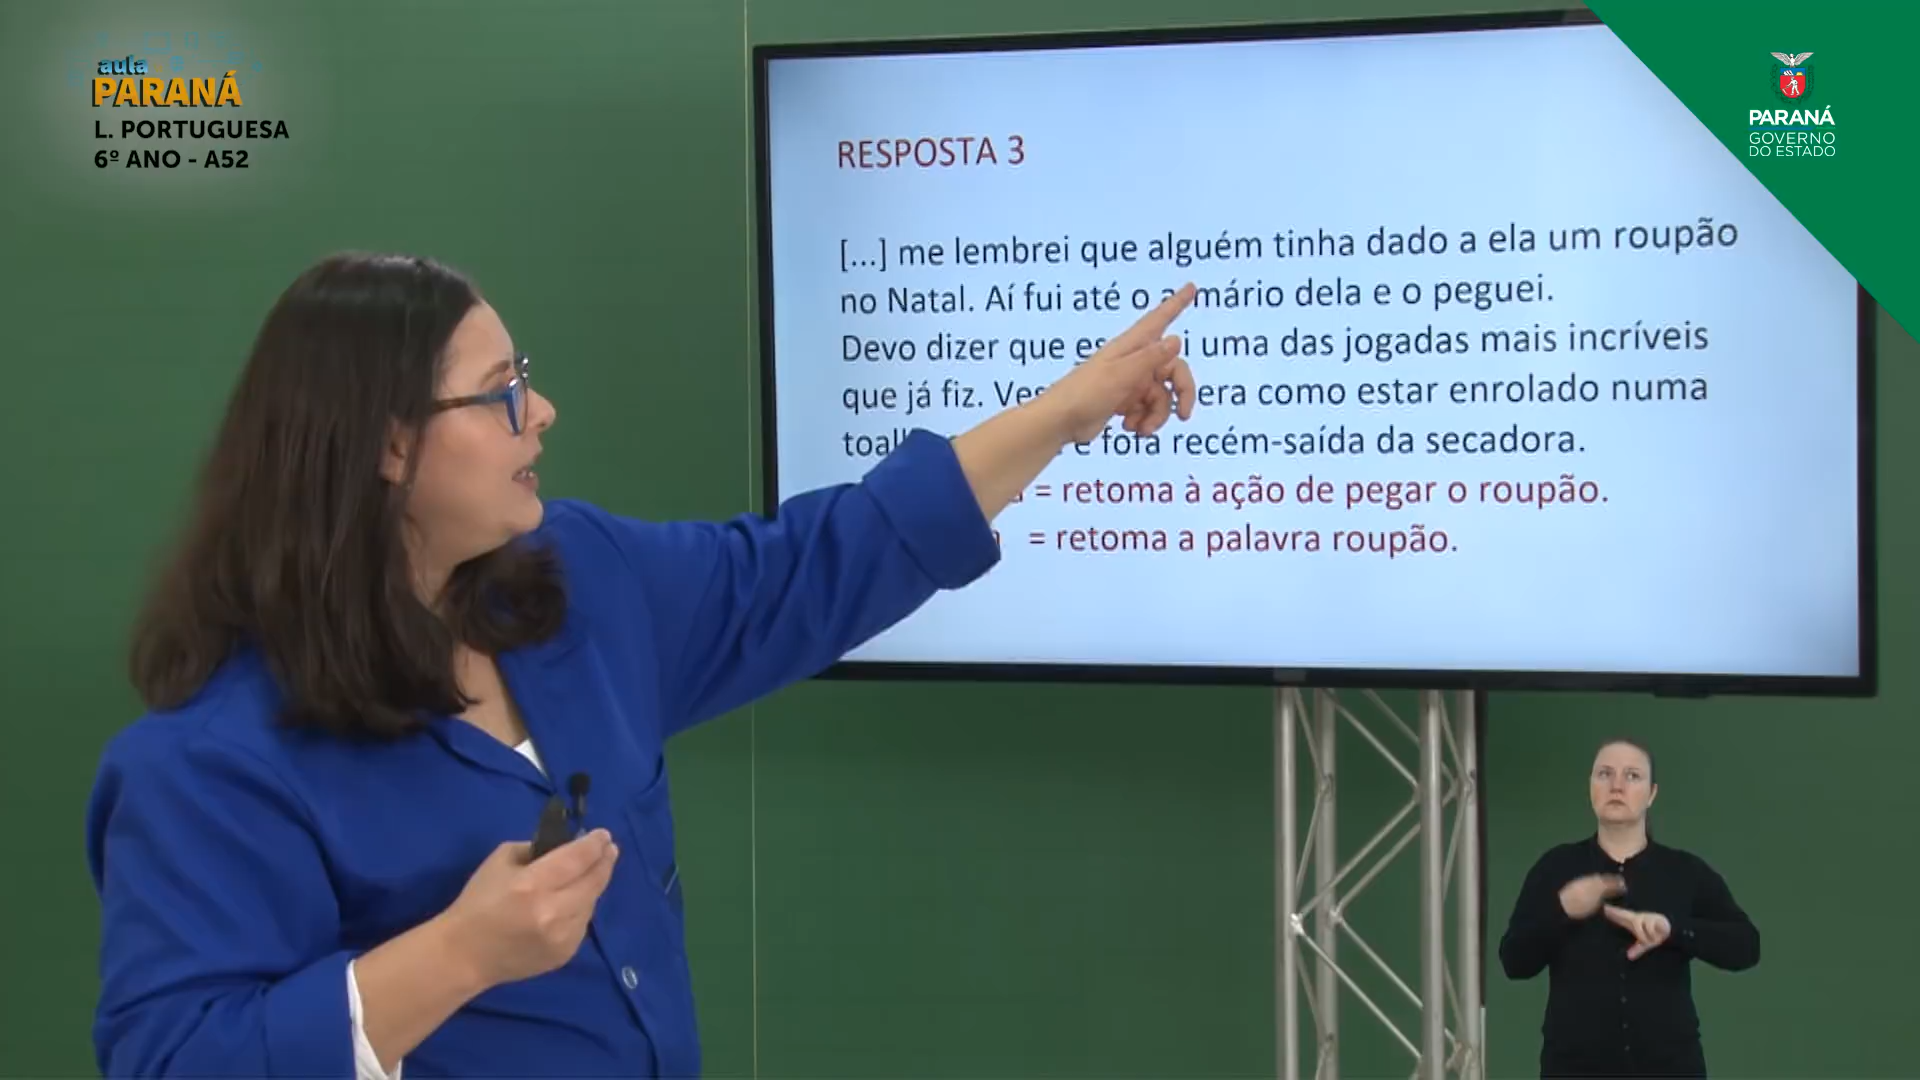 aula
PARANÁ
L. PORTUGUESA
6º ANO - A52
RESPOSTA 3
[...] me lembrei que alguém tinha dado a ela um roupão
no Natal. Aí fui até o armário dela e o peguei.
Devo dizer que uma das jogadas mais incríveis
que já fiz. era como estar enrolado numa
e fofa recém-saída da secadora.
= retoma à ação de pegar o roupão.
= retoma a palavra roupão.
PARANÁ
GOVERNO
DO ESTADO